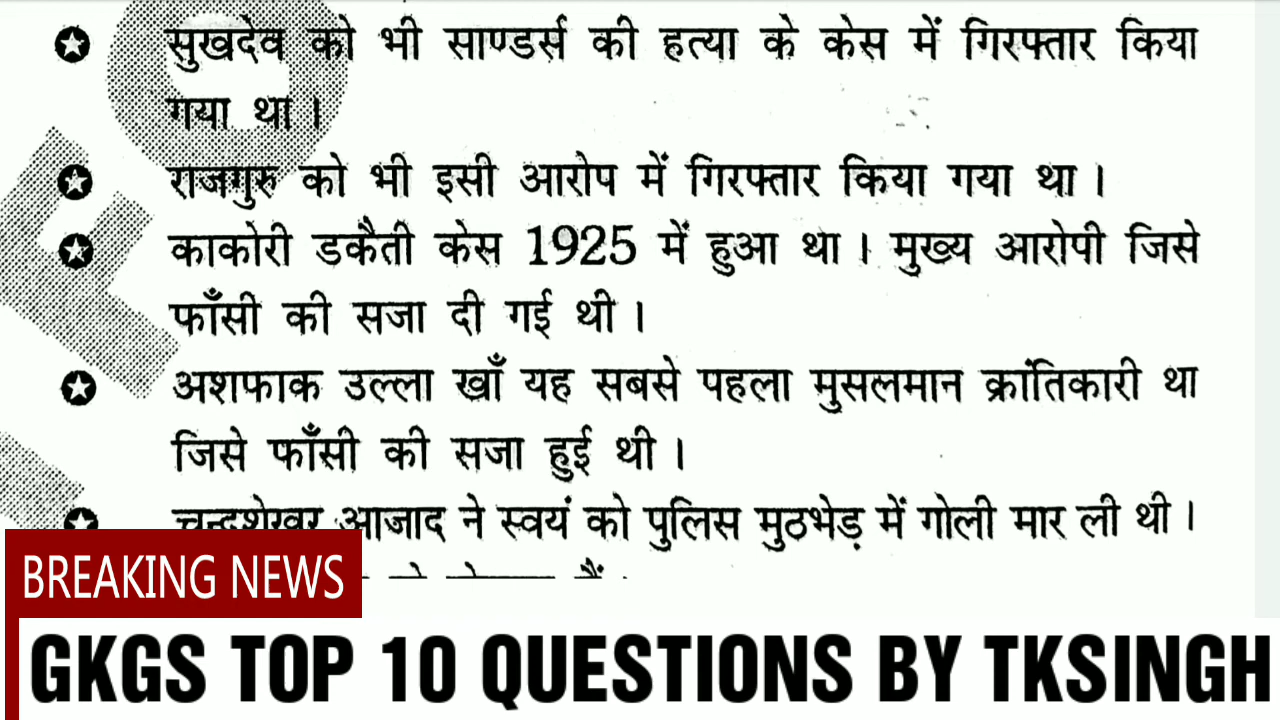 सुखदेव को भी साण्डर्स की हत्या के केस में गिरफ्तार किया
गया था ।
राजगुरु को भी इसी आरोप में गिरफ्तार किया गया था ।
काकोरी डकैती केस 1925 में हुआ था । मुख्य आरोपी जिसे
फाँसी की सजा दी गई थी ।
अशफाक उल्ला खाँ यह सबसे पहला मुसलमान क्रांतिकारी था
जिसे फाँसी की सजा हुई थी ।
चन्द्रशेखर आजाद ने स्वयं को पुलिस मुठभेड़ में गोली मार ली थी ।
BREAKING NEWS
GKGS TOP 10 QUESTIONS BY TKSINGH